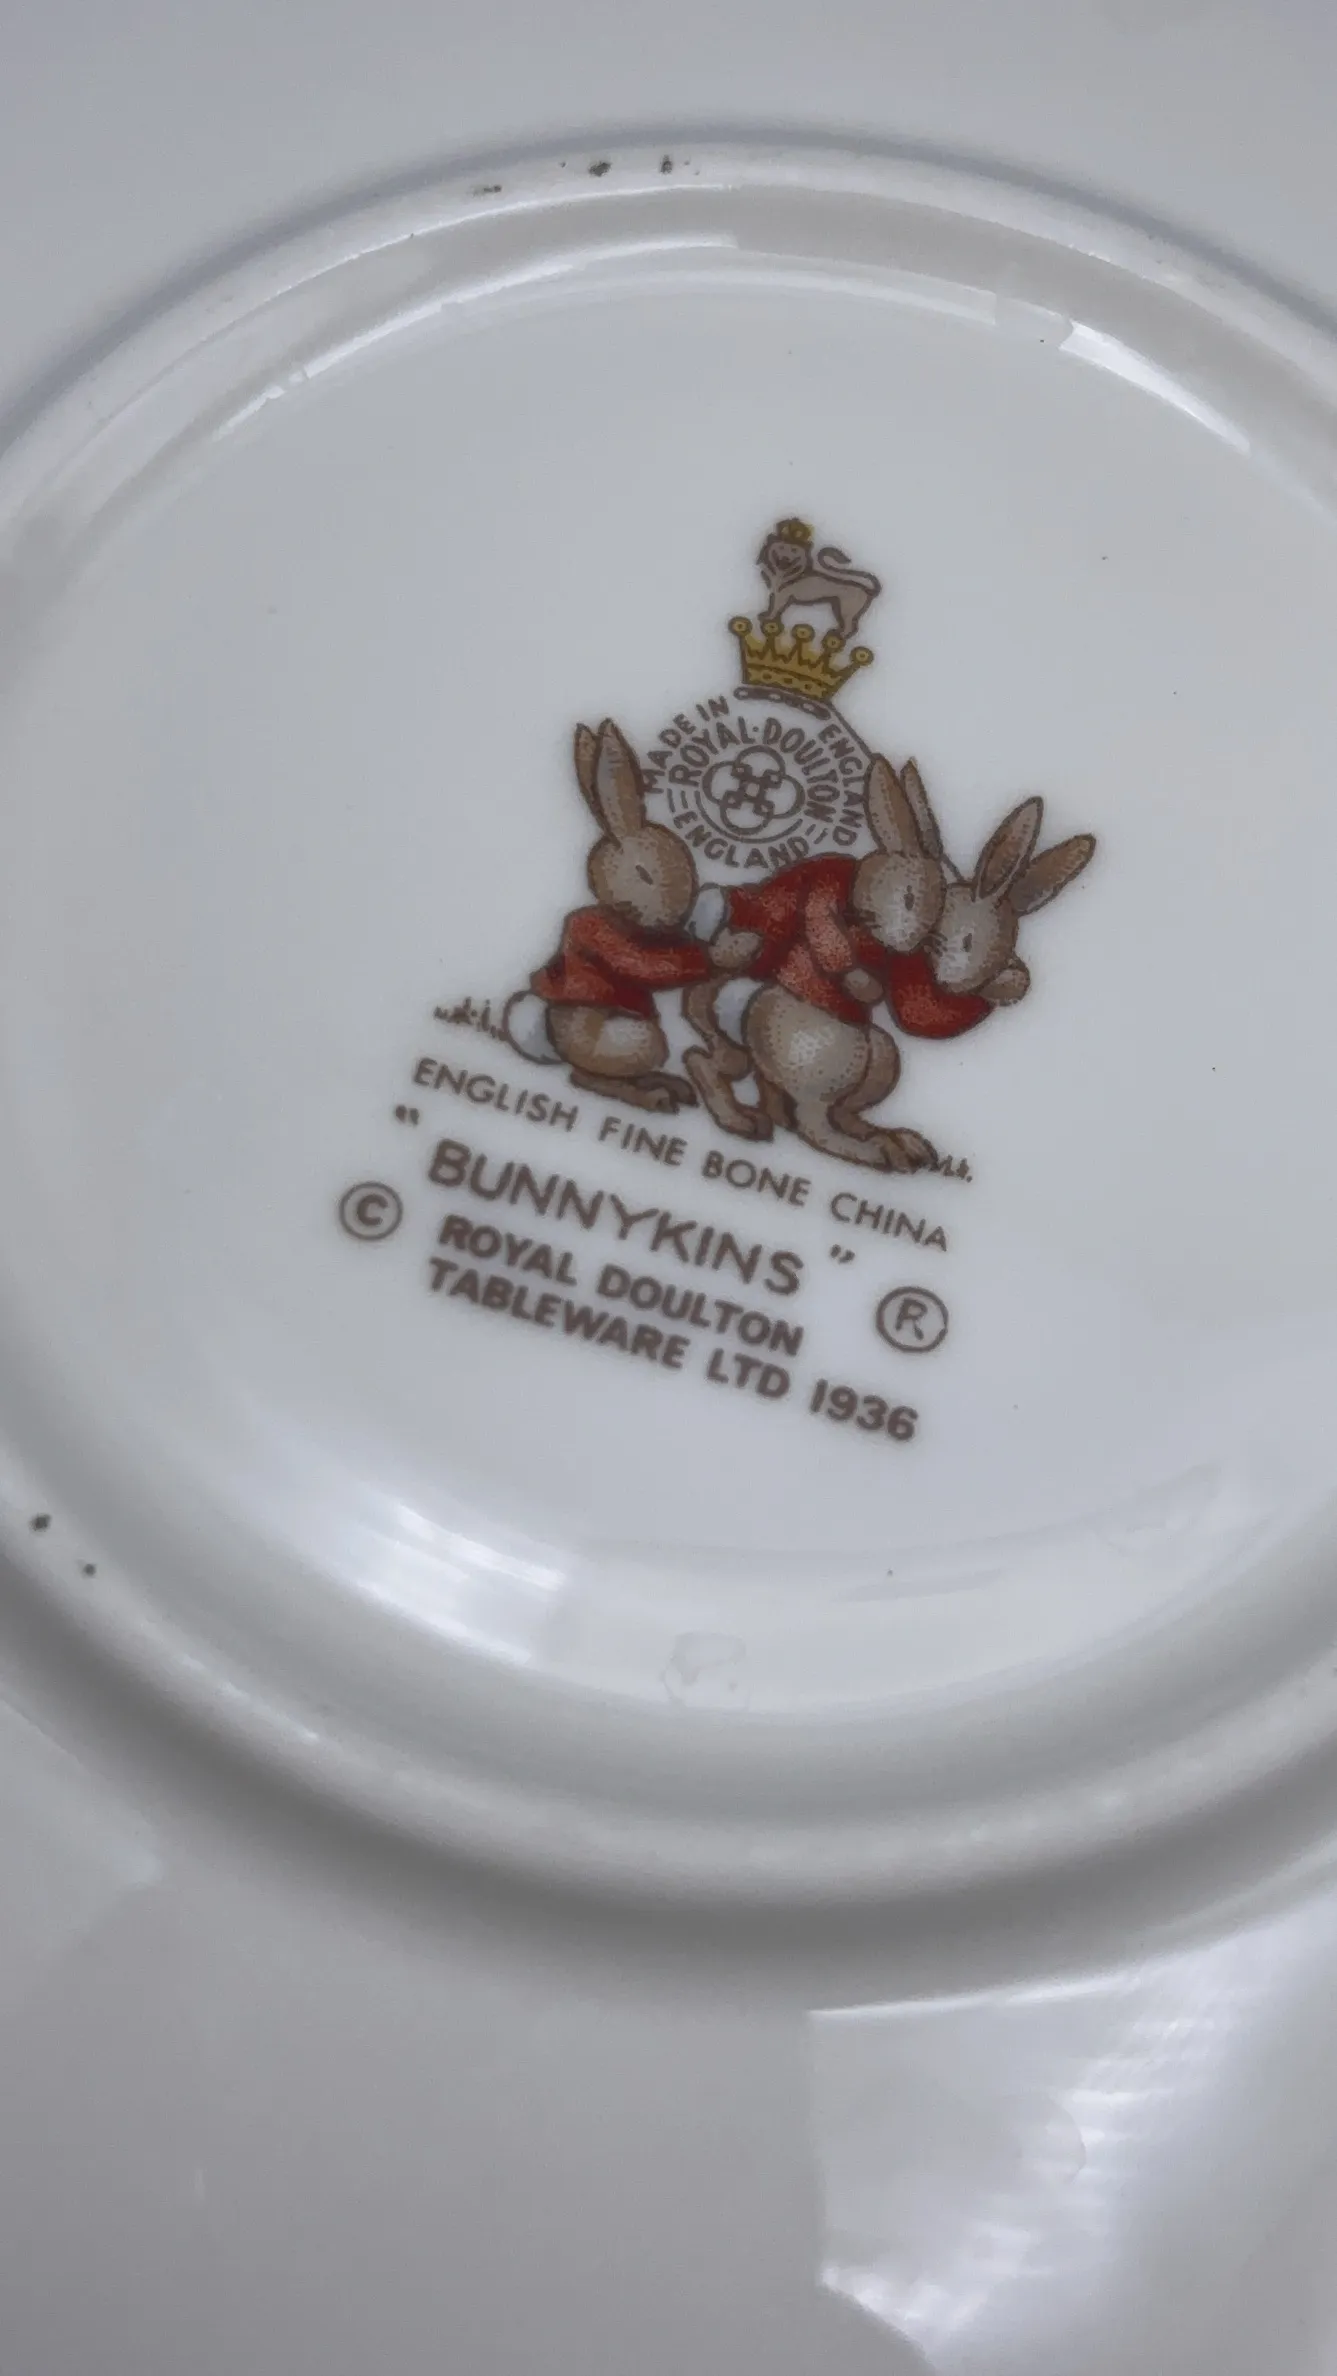 MADE IN ENGLAND
ROYAL·DOULTON
ENGLAND
ENGLISH FINE BONE CHINA
"BUNNYKINS" ®
© ROYAL DOULTON
TABLEWARE LTD 1936